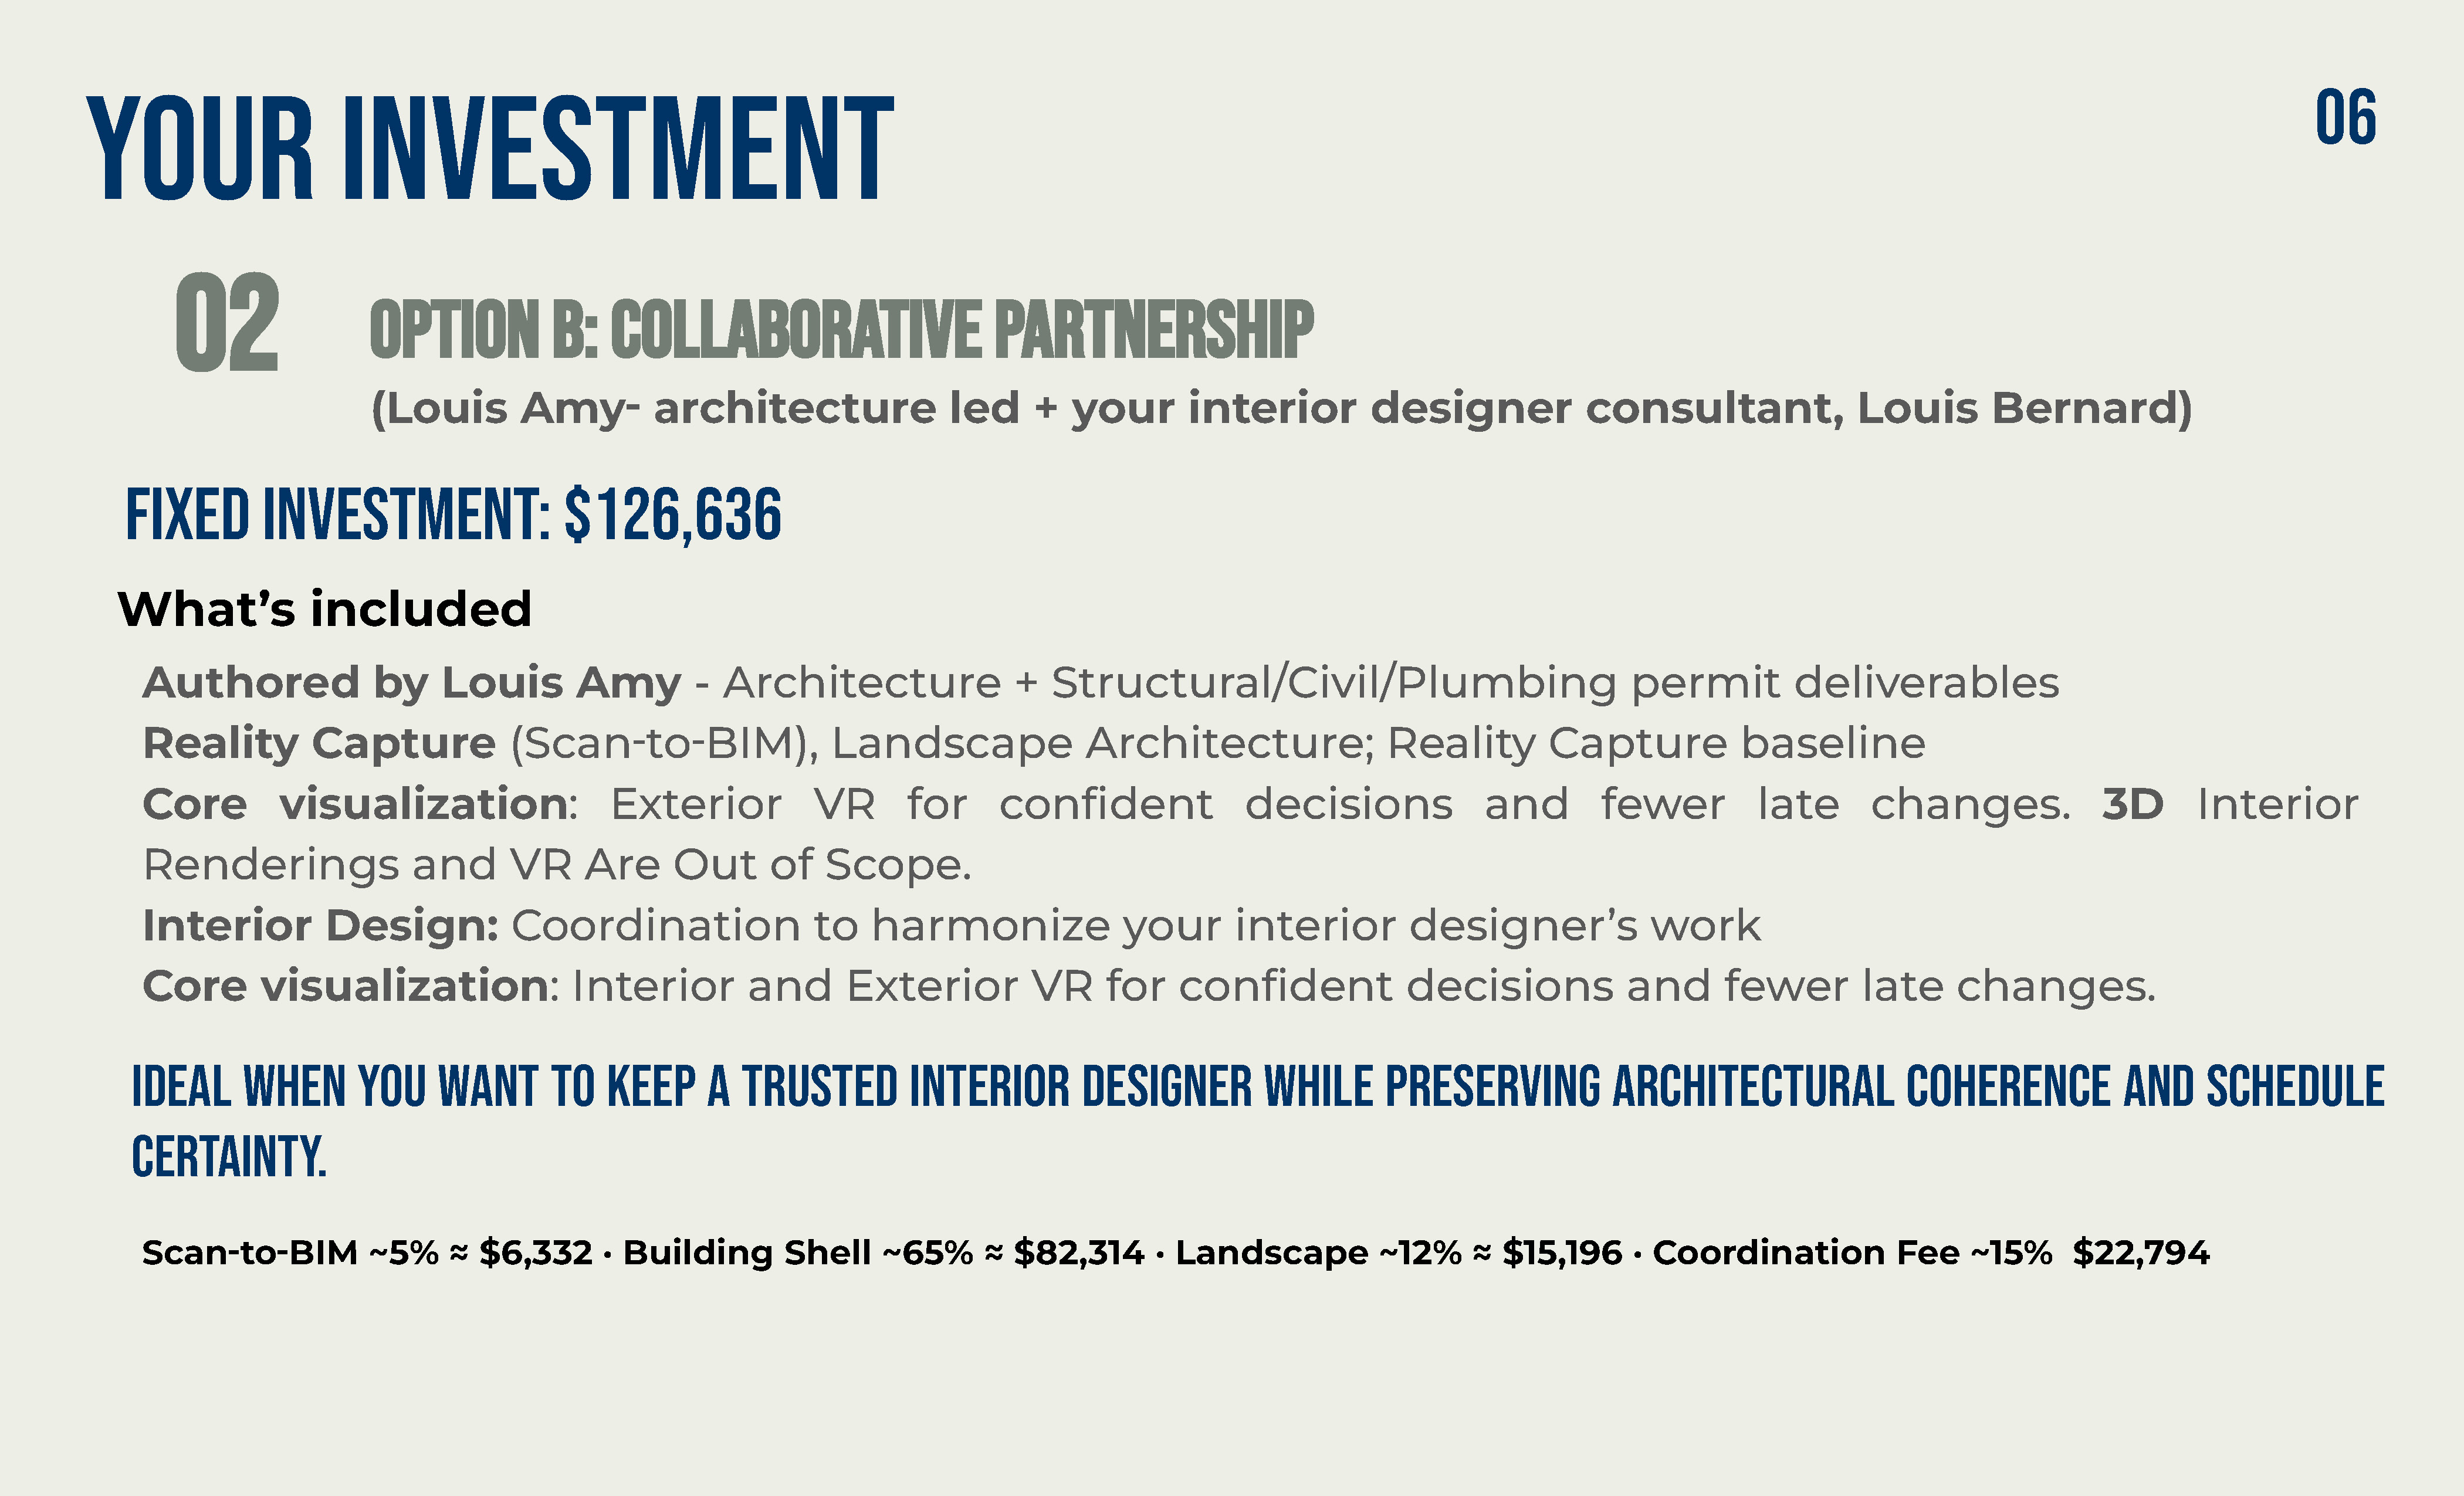 YOUR INVESTMENT
06
02
OPTION B: COLLABORATIVE PARTNERSHIP
(Louis Amy- architecture led + your interior designer consultant, Louis Bernard)
FIXED INVESTMENT: $126,636
What’s included
Authored by Louis Amy - Architecture + Structural/Civil/Plumbing permit deliverables
Reality Capture (Scan-to-BIM), Landscape Architecture; Reality Capture baseline
Core visualization: Exterior VR for confident decisions and fewer late changes. 3D Interior
Renderings and VR Are Out of Scope.
Interior Design: Coordination to harmonize your interior designer’s work
Core visualization: Interior and Exterior VR for confident decisions and fewer late changes.
IDEAL WHEN YOU WANT TO KEEP A TRUSTED INTERIOR DESIGNER WHILE PRESERVING ARCHITECTURAL COHERENCE AND SCHEDULE
CERTAINTY.
Scan-to-BIM ~5% ≈ $6,332 · Building Shell ~65% ≈ $82,314 · Landscape ~12% ≈ $15,196 · Coordination Fee ~15% $22,794